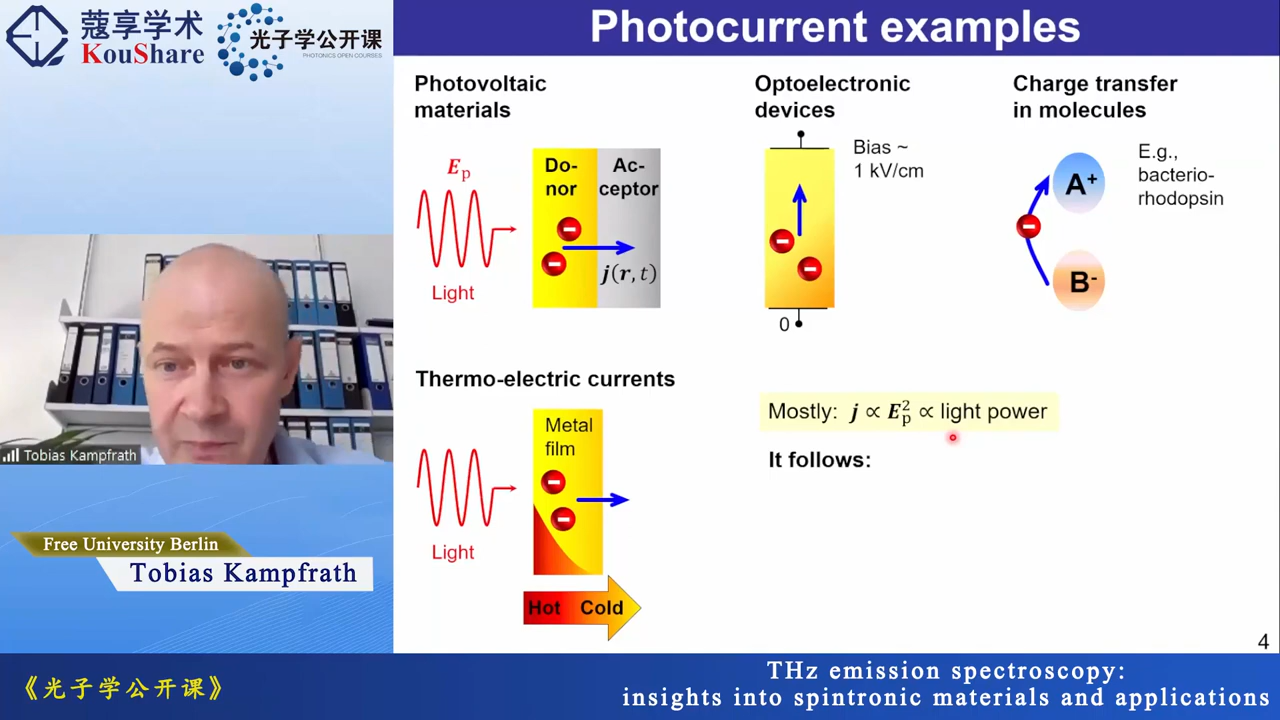 蔻享学术
KouShare
光子学公开课
PHOTONICS OPEN COURSES
Photocurrent examples
Photovoltaic
materials
Eₚ
Light
Do-
nor
Ac-
ceptor
j(r, t)
Optoelectronic
devices
Bias ~
1 kV/cm
0
Charge transfer
in molecules
A⁺
B⁻
E.g.,
bacterio-
rhodopsin
Thermo-electric currents
Light
Metal
film
Hot Cold
Mostly: j ∝ Eₚ² ∝ light power
It follows:
4
Tobias Kampfrath
Free University Berlin
Tobias Kampfrath
《光子学公开课》
THz emission spectroscopy:
insights into spintronic materials and applications